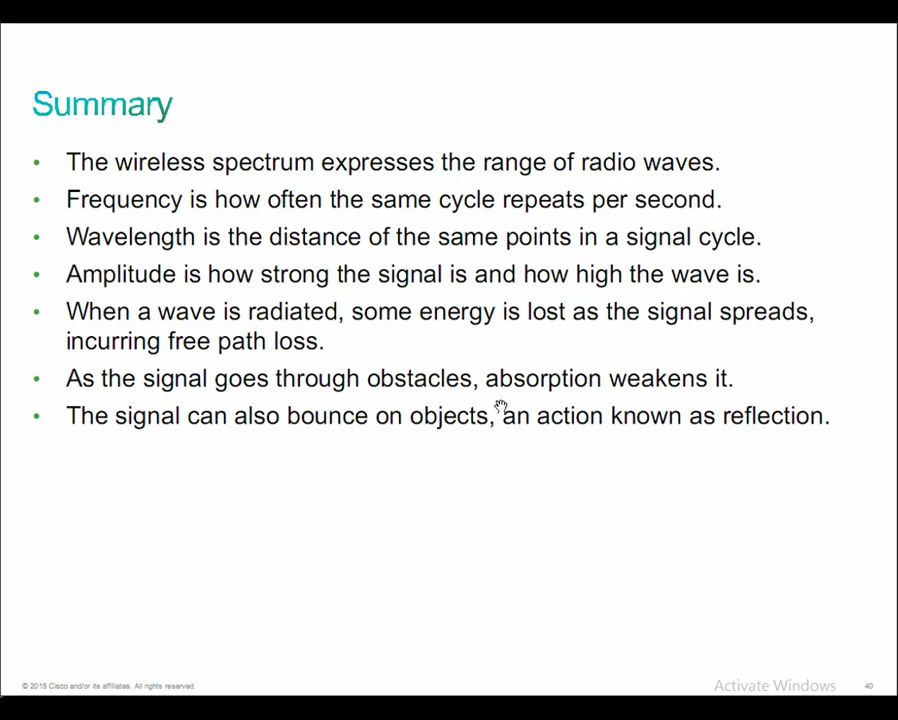 Summary
• The wireless spectrum expresses the range of radio waves.
• Frequency is how often the same cycle repeats per second.
• Wavelength is the distance of the same points in a signal cycle.
• Amplitude is how strong the signal is and how high the wave is.
• When a wave is radiated, some energy is lost as the signal spreads,
incurring free path loss.
• As the signal goes through obstacles, absorption weakens it.
• The signal can also bounce on objects, an action known as reflection.
© 2015 Cisco and/or its affiliates. All rights reserved.
Activate Windows
40